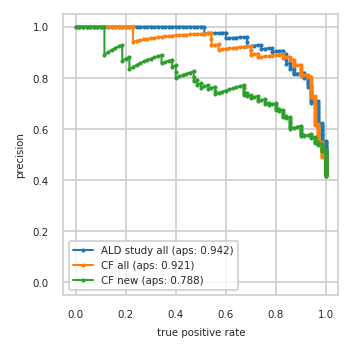 1.0
0.8
0.6
0.4
0.2
0.0
precision
ALD study all (aps: 0.942)
CF all (aps: 0.921)
CF new (aps: 0.788)
0.0 0.2 0.4 0.6 0.8 1.0
true positive rate